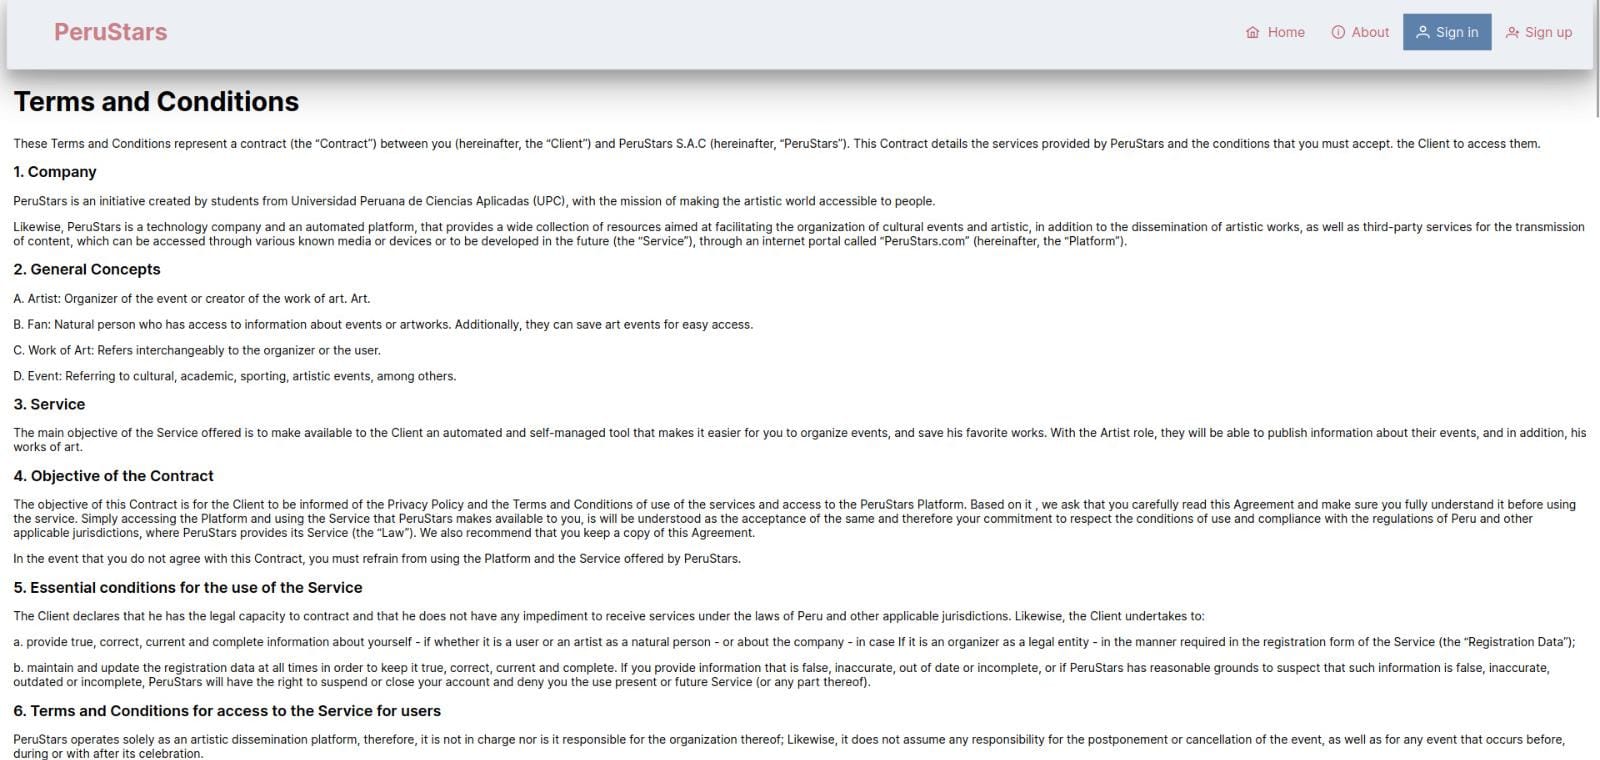 PeruStars
Home
About
Sign in
Sign up
Terms and Conditions
These Terms and Conditions represent a contract (the “Contract”) between you (hereinafter, the “Client”) and PeruStars S.A.C (hereinafter, “PeruStars”). This Contract details the services provided by PeruStars and the conditions that you must accept. the Client to access them.
1. Company
PeruStars is an initiative created by students from Universidad Peruana de Ciencias Aplicadas (UPC), with the mission of making the artistic world accessible to people.
Likewise, PeruStars is a technology company and an automated platform, that provides a wide collection of resources aimed at facilitating the organization of cultural events and artistic, in addition to the dissemination of artistic works, as well as third-party services for the transmission
of content, which can be accessed through various known media or devices or to be developed in the future (the “Service”), through an internet portal called “PeruStars.com” (hereinafter, the “Platform”).
2. General Concepts
A. Artist: Organizer of the event or creator of the work of art. Art.
B. Fan: Natural person who has access to information about events or artworks. Additionally, they can save art events for easy access.
C. Work of Art: Refers interchangeably to the organizer or the user.
D. Event: Referring to cultural, academic, sporting, artistic events, among others.
3. Service
The main objective of the Service offered is to make available to the Client an automated and self-managed tool that makes it easier for you to organize events, and save his favorite works. With the Artist role, they will be able to publish information about their events, and in addition, his
works of art.
4. Objective of the Contract
The objective of this Contract is for the Client to be informed of the Privacy Policy and the Terms and Conditions of use of the services and access to the PeruStars Platform. Based on it , we ask that you carefully read this Agreement and make sure you fully understand it before using
the service. Simply accessing the Platform and using the Service that PeruStars makes available to you, is will be understood as the acceptance of the same and therefore your commitment to respect the conditions of use and compliance with the regulations of Peru and other
applicable jurisdictions, where PeruStars provides its Service (the “Law”). We also recommend that you keep a copy of this Agreement.
In the event that you do not agree with this Contract, you must refrain from using the Platform and the Service offered by PeruStars.
5. Essential conditions for the use of the Service
The Client declares that he has the legal capacity to contract and that he does not have any impediment to receive services under the laws of Peru and other applicable jurisdictions. Likewise, the Client undertakes to:
a. provide true, correct, current and complete information about yourself - if whether it is a user or an artist as a natural person - or about the company - in case If it is an organizer as a legal entity - in the manner required in the registration form of the Service (the “Registration Data”);
b. maintain and update the registration data at all times in order to keep it true, correct, current and complete. If you provide information that is false, inaccurate, out of date or incomplete, or if PeruStars has reasonable grounds to suspect that such information is false, inaccurate,
outdated or incomplete, PeruStars will have the right to suspend or close your account and deny you the use present or future Service (or any part thereof).
6. Terms and Conditions for access to the Service for users
PeruStars operates solely as an artistic dissemination platform, therefore, it is not in charge nor is it responsible for the organization thereof; Likewise, it does not assume any responsibility for the postponement or cancellation of the event, as well as for any event that occurs before,
during or with after its celebration.